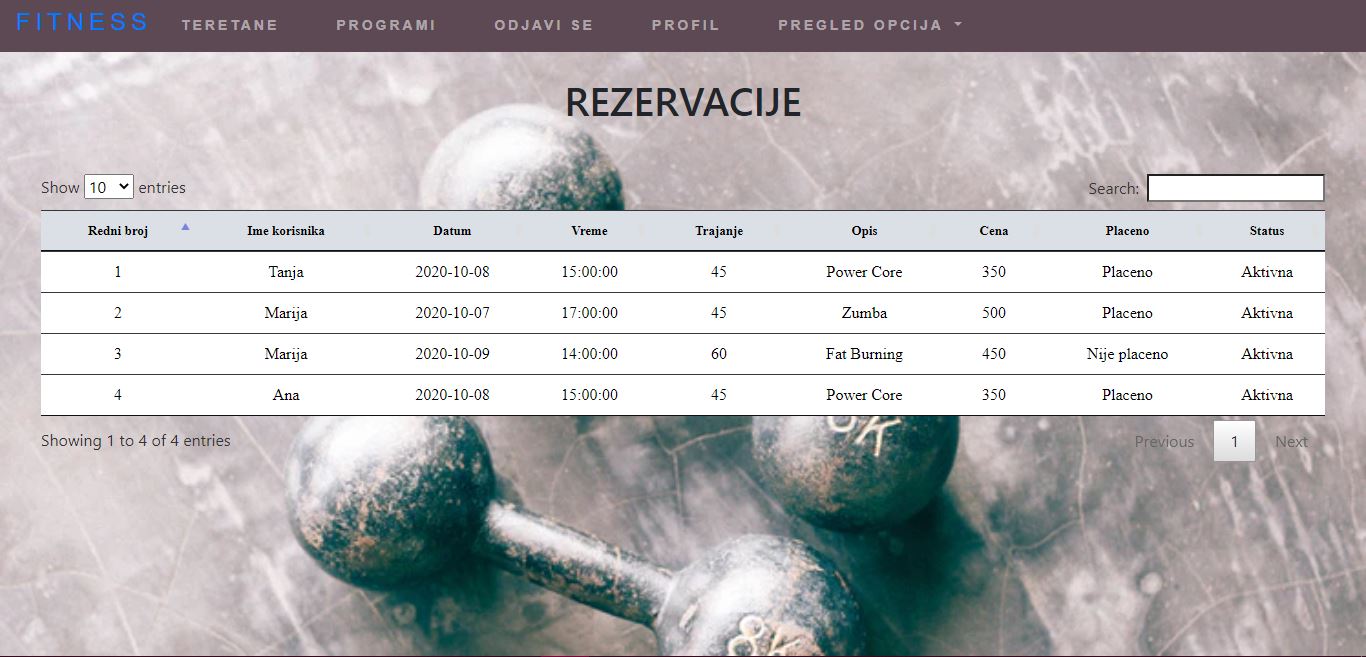 FITNESS TERETANE PROGRAMI ODJAVI SE PROFIL PREGLED OPCIJA
REZERVACIJE
Show 10 entries Search:
Redni broj Ime korisnika Datum Vreme Trajanje Opis Cena Placeno Status
1 Tanja 2020-10-08 15:00:00 45 Power Core 350 Placeno Aktivna
2 Marija 2020-10-07 17:00:00 45 Zumba 500 Placeno Aktivna
3 Marija 2020-10-09 14:00:00 60 Fat Burning 450 Nije placeno Aktivna
4 Ana 2020-10-08 15:00:00 45 Power Core 350 Placeno Aktivna
Showing 1 to 4 of 4 entries Previous 1 Next
8K
8K